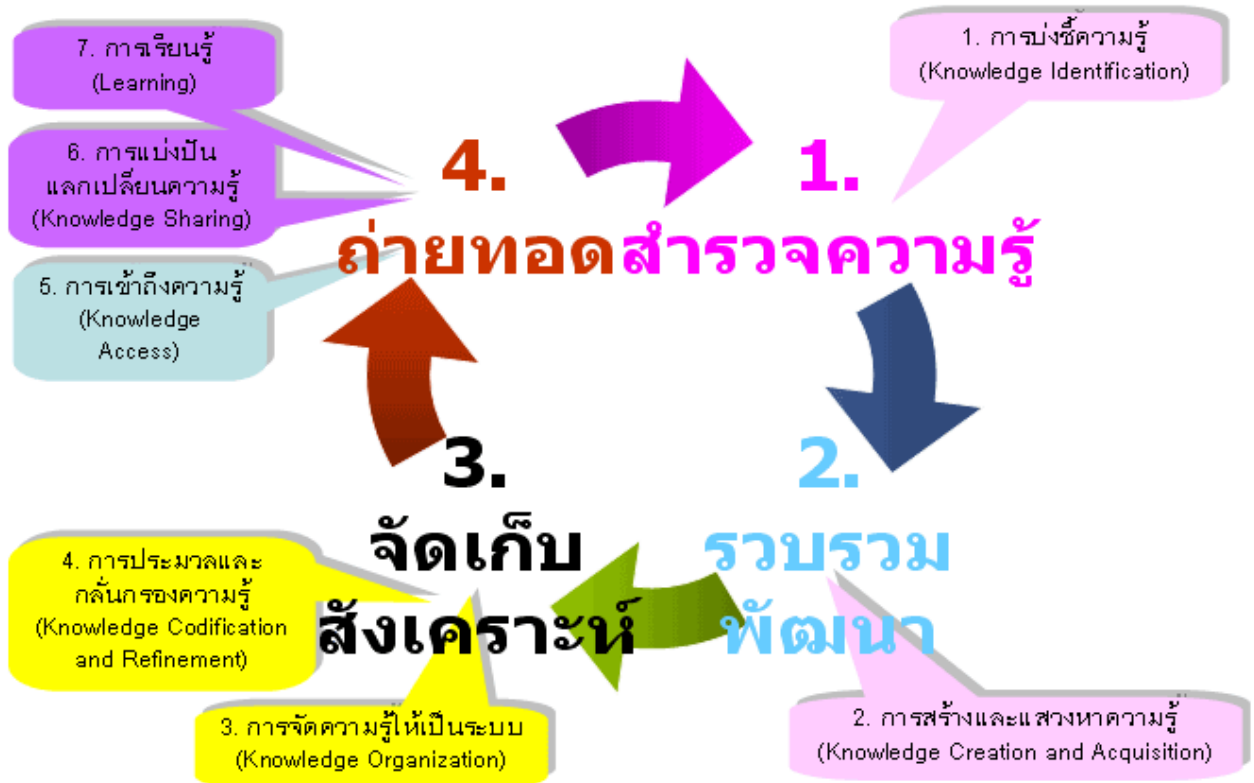 7. การเรียนรู้
(Learning)
1. การบ่งชี้ความรู้
(Knowledge Identification)
6. การแบ่งปัน
แลกเปลี่ยนความรู้
(Knowledge Sharing)
4.
ถ่ายทอด
1.
สำรวจความรู้
5. การเข้าถึงความรู้
(Knowledge
Access)
3.
จัดเก็บ
สังเคราะห์
2.
รวบรวม
พัฒนา
4. การประมวลและ
กลั่นกรองความรู้
(Knowledge Codification
and Refinement)
3. การจัดความรู้ให้เป็นระบบ
(Knowledge Organization)
2. การสร้างและแสวงหาความรู้
(Knowledge Creation and Acquisition)